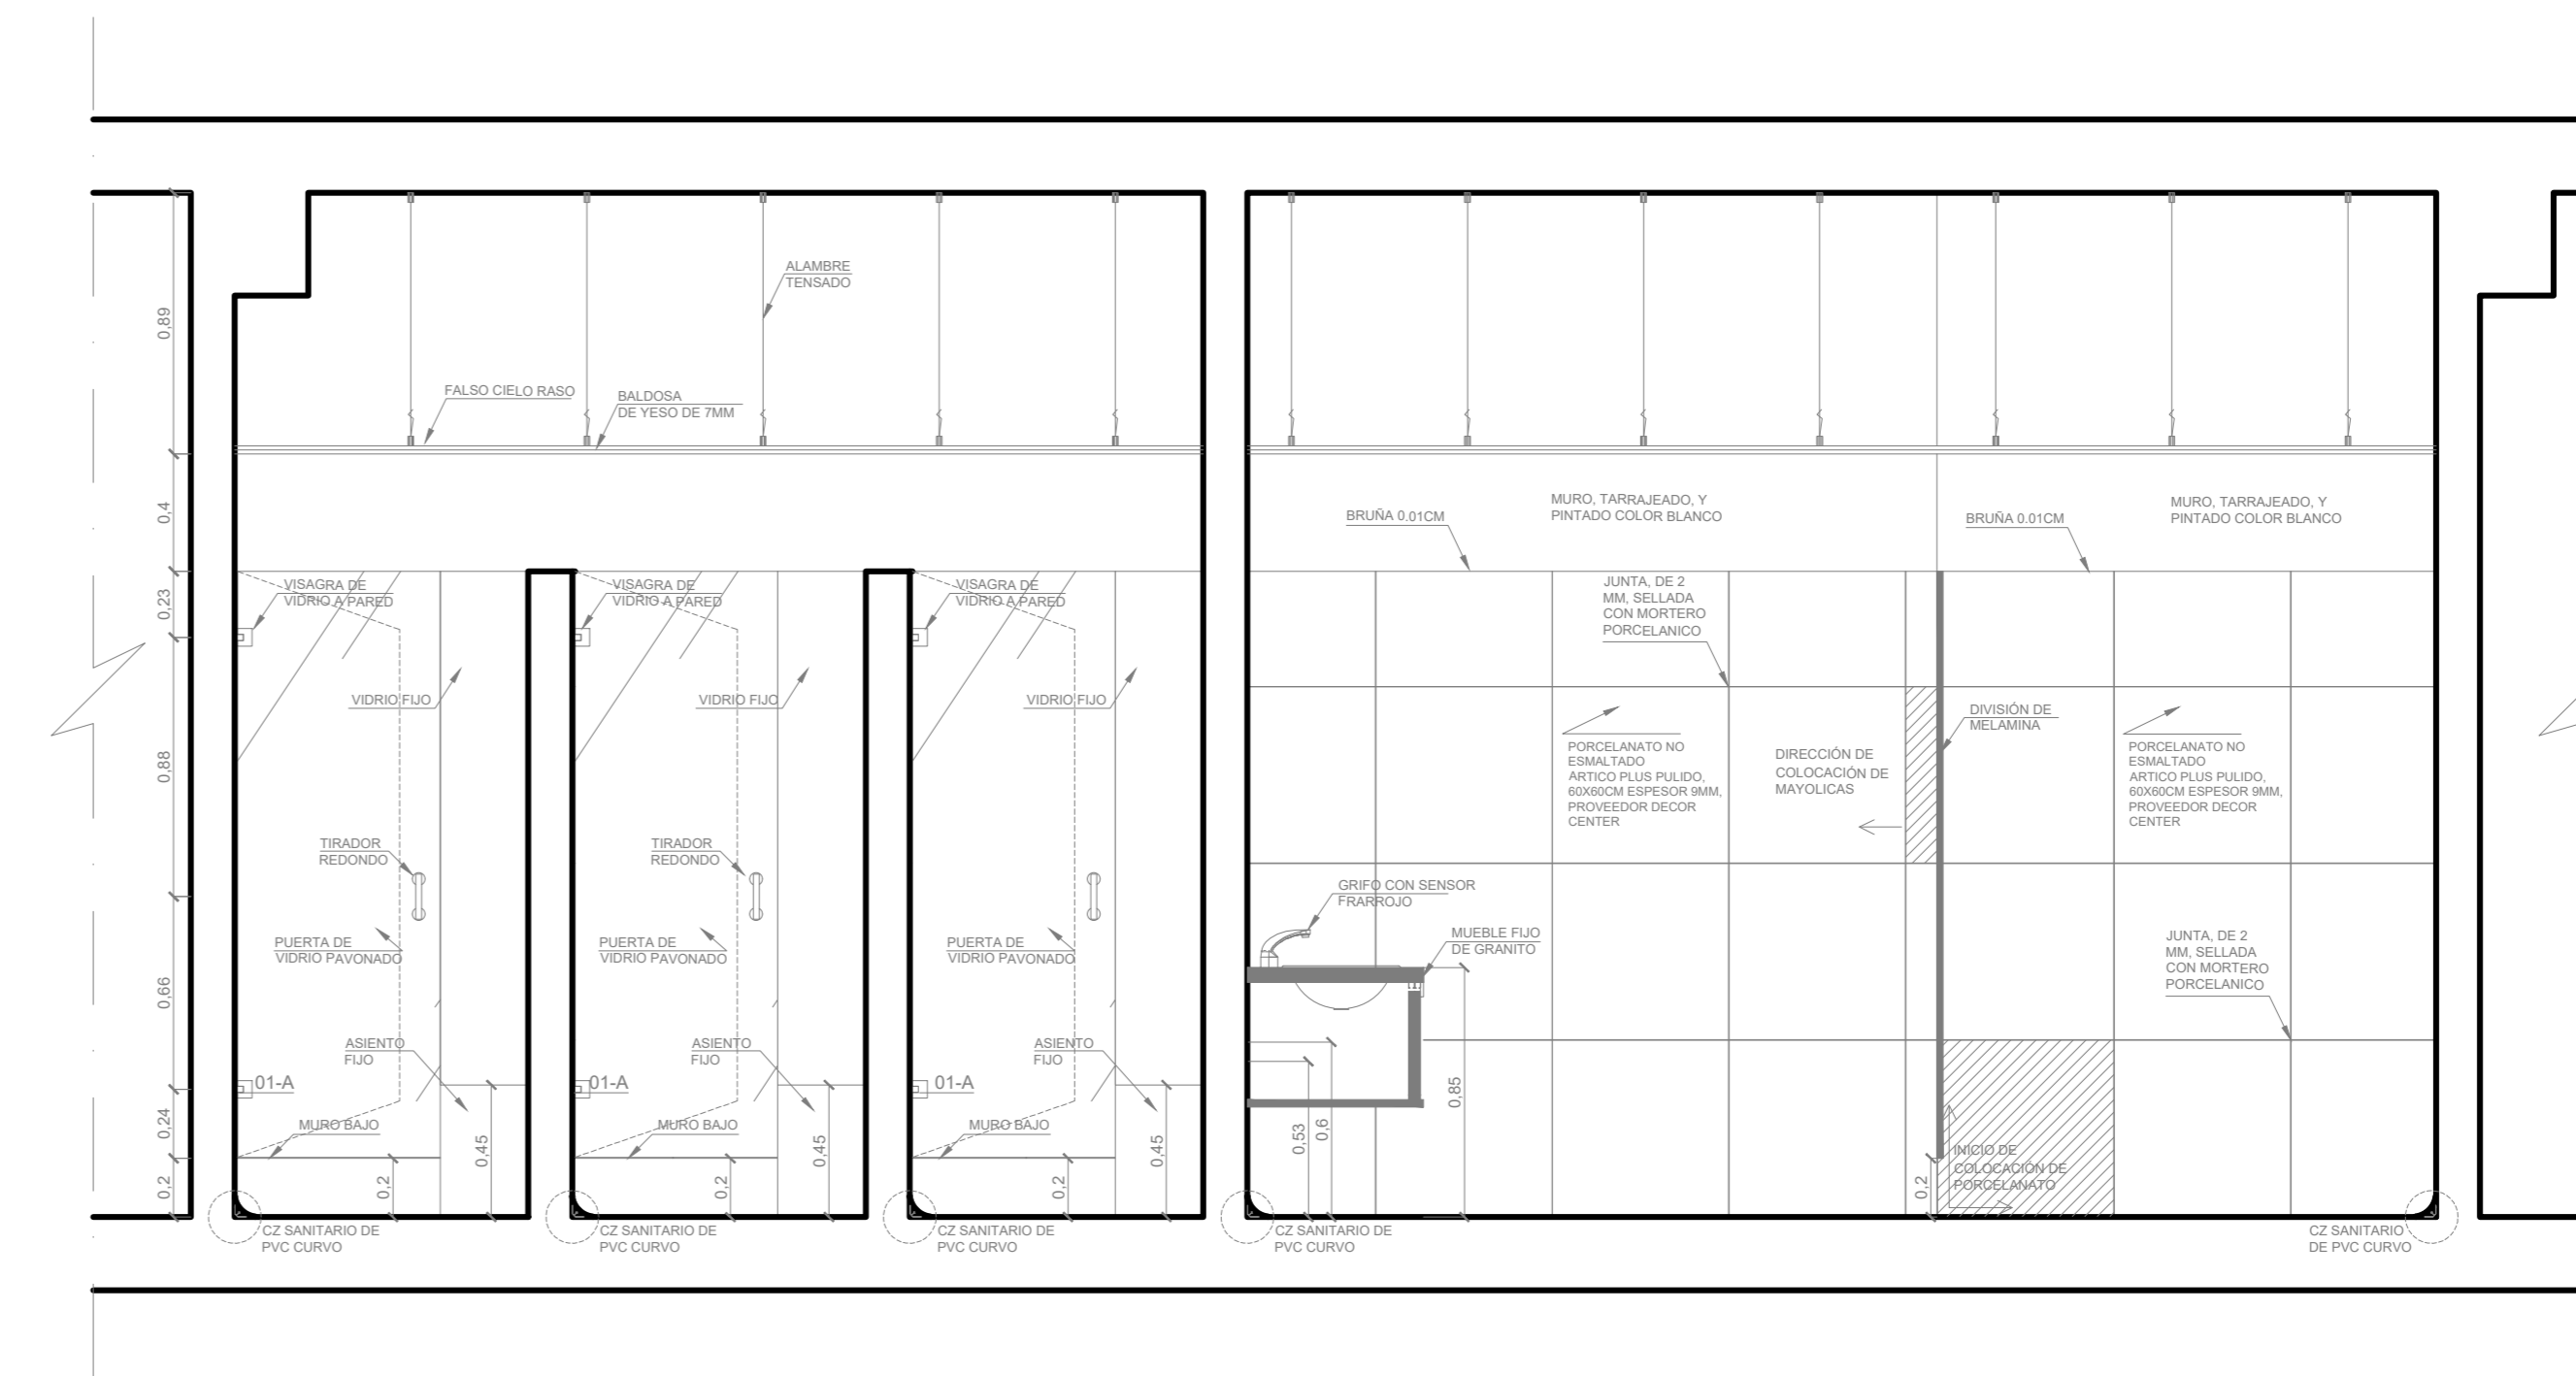 ALAMBRE
TENSADO
0,89
FALSO CIELO RASO
BALDOSA
DE YESO DE 7MM
0,4
BRUÑA 0.01CM
MURO, TARRAJEADO, Y
PINTADO COLOR BLANCO
BRUÑA 0.01CM
MURO, TARRAJEADO, Y
PINTADO COLOR BLANCO
0,23
VISAGRA DE
VIDRIO A PARED
VISAGRA DE
VIDRIO A PARED
VISAGRA DE
VIDRIO A PARED
JUNTA, DE 2
MM, SELLADA
CON MORTERO
PORCELANICO
VIDRIO FIJO
VIDRIO FIJO
VIDRIO FIJO
DIVISIÓN DE
MELAMINA
0,88
PORCELANATO NO
ESMALTADO
ARTICO PLUS PULIDO,
60X60CM ESPESOR 9MM,
PROVEEDOR DECOR
CENTER
DIRECCIÓN DE
COLOCACIÓN DE
MAYOLICAS
PORCELANATO NO
ESMALTADO
ARTICO PLUS PULIDO,
60X60CM ESPESOR 9MM,
PROVEEDOR DECOR
CENTER
TIRADOR
REDONDO
TIRADOR
REDONDO
GRIFO CON SENSOR
FRARROJO
PUERTA DE
VIDRIO PAVONADO
PUERTA DE
VIDRIO PAVONADO
PUERTA DE
VIDRIO PAVONADO
MUEBLE FIJO
DE GRANITO
JUNTA, DE 2
MM, SELLADA
CON MORTERO
PORCELANICO
0,66
ASIENTO
FIJO
ASIENTO
FIJO
ASIENTO
FIJO
01-A
01-A
01-A
0,85
0,24
MURO BAJO
MURO BAJO
MURO BAJO
0,45
0,45
0,45
0,53
0,6
INICIO DE
COLOCACIÓN DE
PORCELANATO
0,2
0,2
0,2
0,2
0,2
CZ SANITARIO DE
PVC CURVO
CZ SANITARIO DE
PVC CURVO
CZ SANITARIO DE
PVC CURVO
CZ SANITARIO DE
PVC CURVO
CZ SANITARIO
DE PVC CURVO